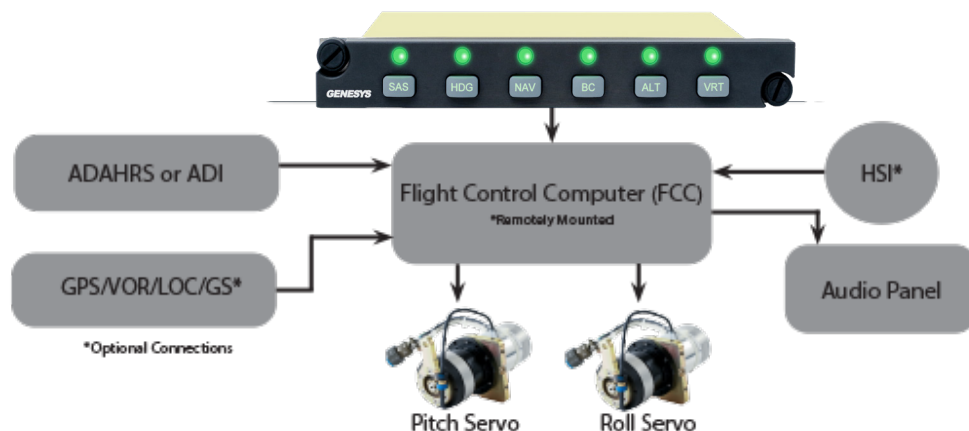 SAS HDG NAV BC ALT VRT
GENESYS
ADAHRS or ADI
Flight Control Computer (FCC)
*Remotely Mounted
HSI*
GPS/VOR/LOC/GS*
Audio Panel
*Optional Connections
Pitch Servo
Roll Servo